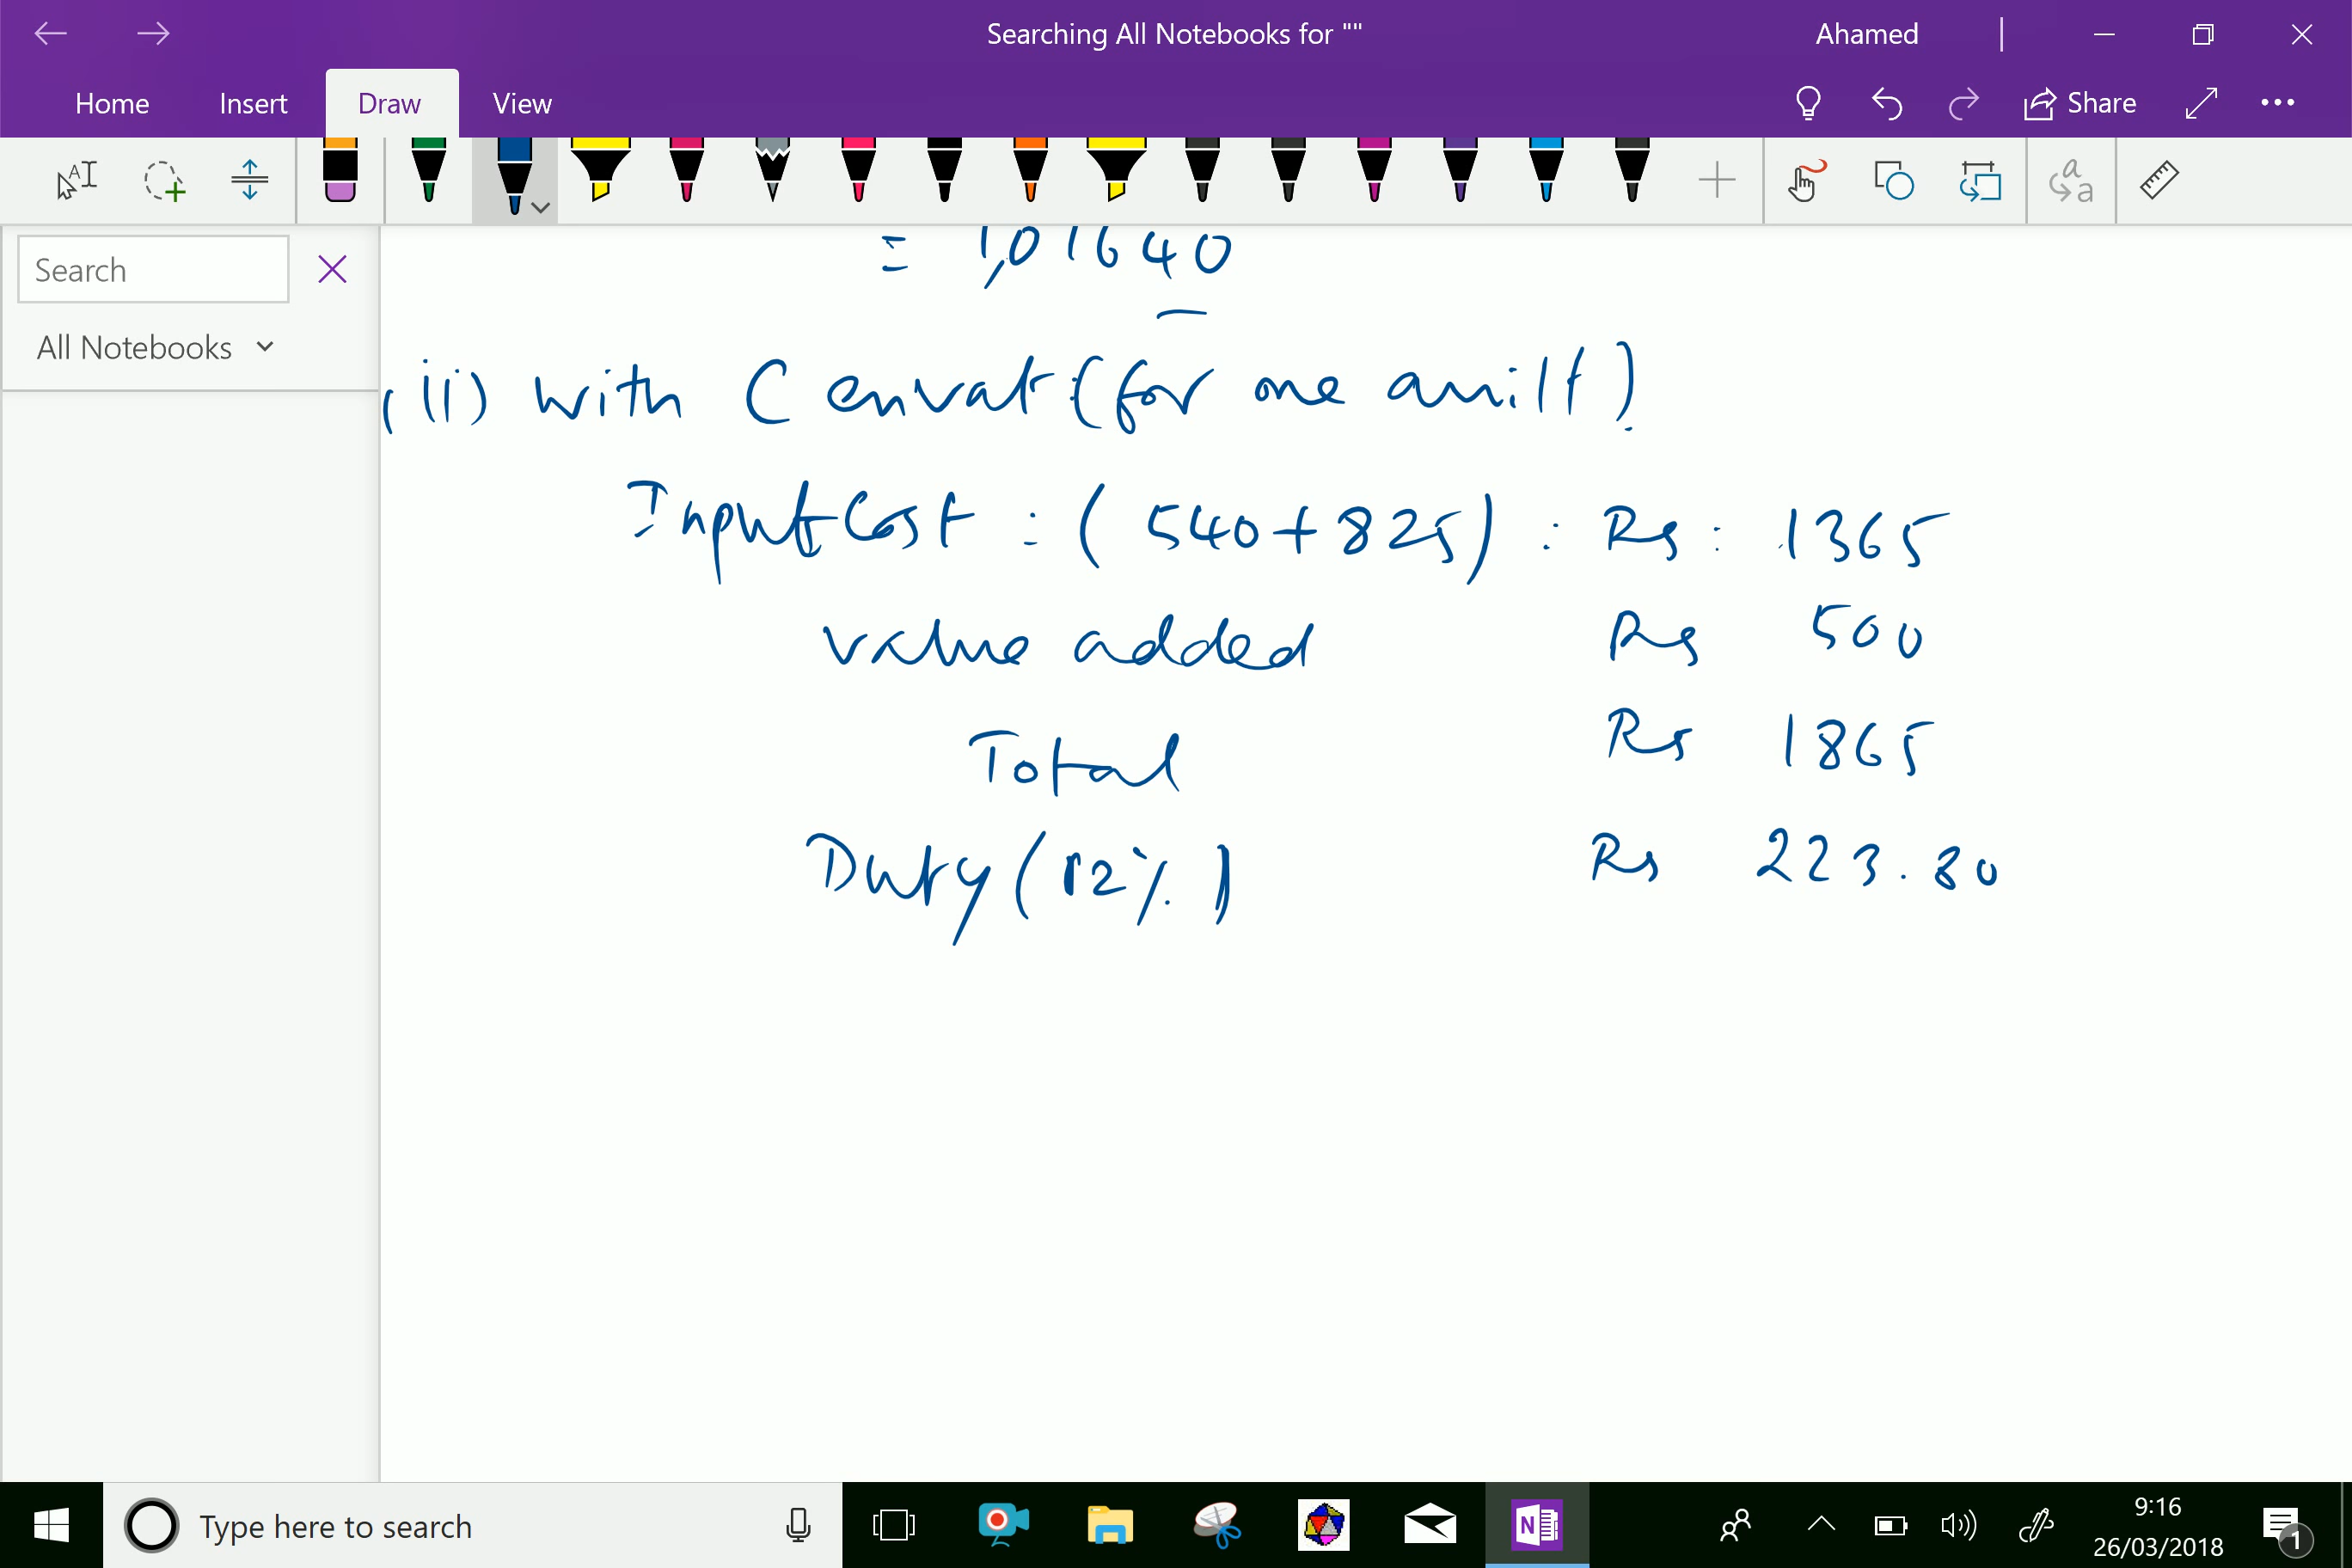 Searching All Notebooks for ""
Ahamed
Home Insert Draw View
Share
Search
All Notebooks
= 1,01640
(ii) with Cenvat (for one
Input Cost : (540+825) : Rs : 1365
value added Rs 500
Total Rs 1865
Duty (12%) Rs 223.80
Type here to search
N
9:16
26/03/2018
1